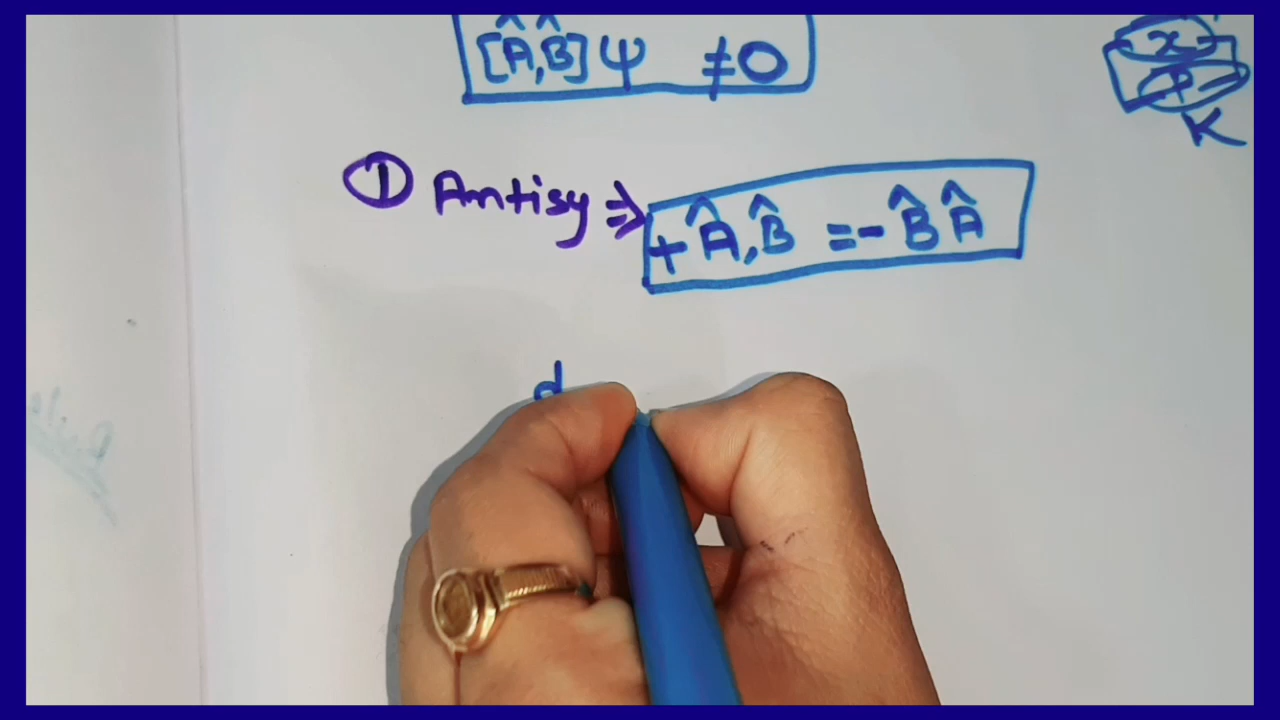 [Â,B̂]ψ ≠0
x
① Antisy ⇒ +Â,B̂ =-B̂Â
K
d